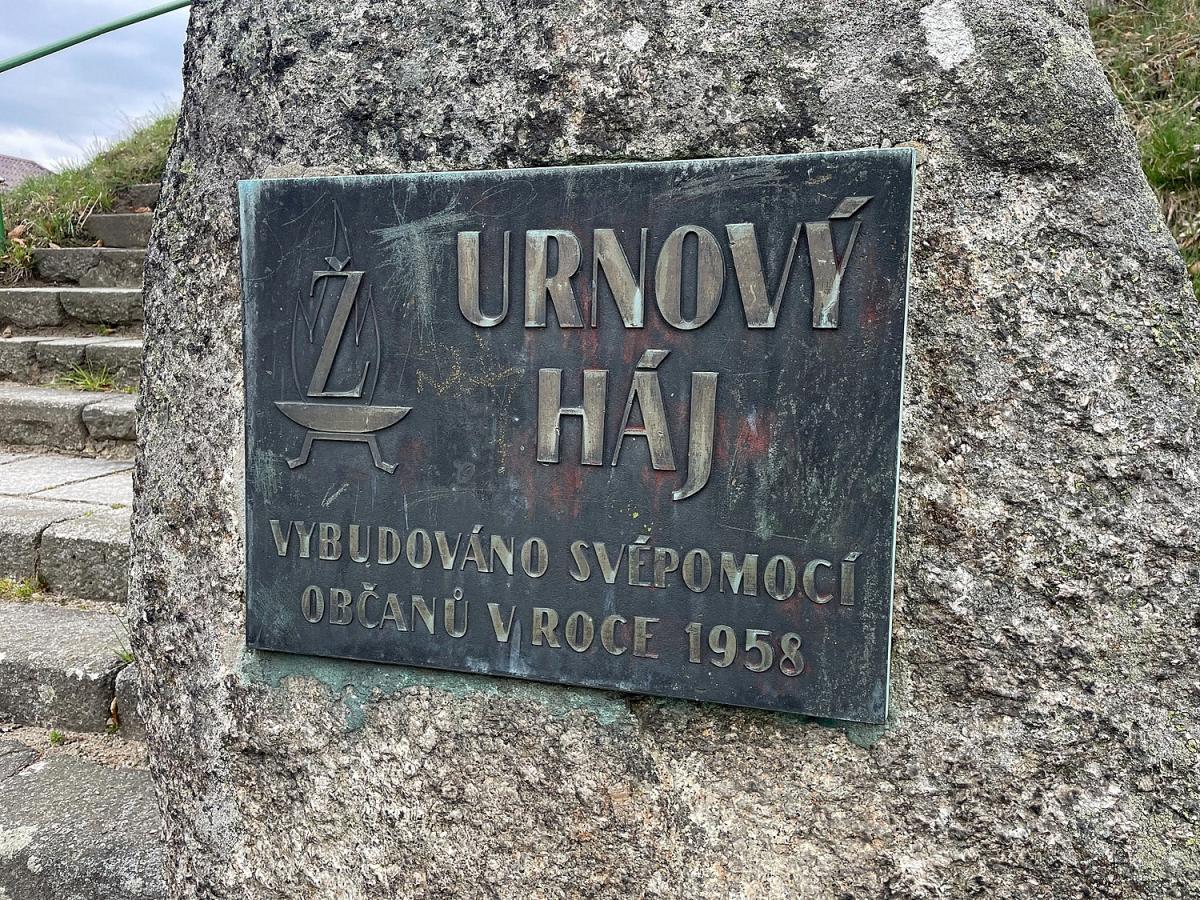 Ž
URNOVÝ
HÁJ
VYBUDOVÁNO SVÉPOMOCÍ
OBČANŮ V ROCE 1958